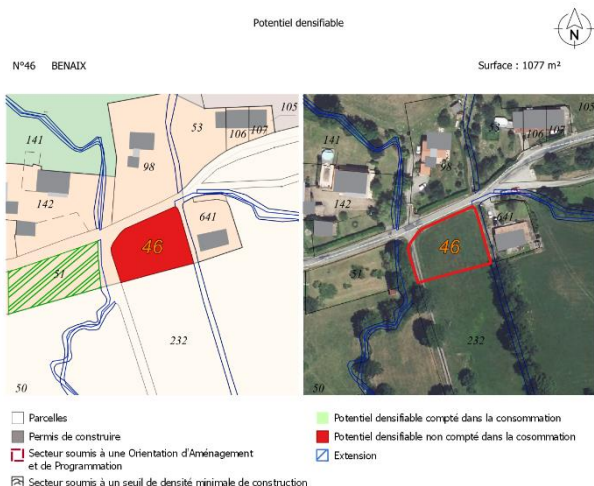 Potentiel densifiable
N
N°46 BENAIX
Surface : 1077 m²
105
53
106
107
141
98
142
46
641
51
232
50
105
53
106
107
141
98
142
46
641
51
232
50
Parcelles
Permis de construire
Secteur soumis à une Orientation d'Aménagement
et de Programmation
Secteur soumis à un seuil de densité minimale de construction
Potentiel densifiable compté dans la consommation
Potentiel densifiable non compté dans la cosommation
Extension